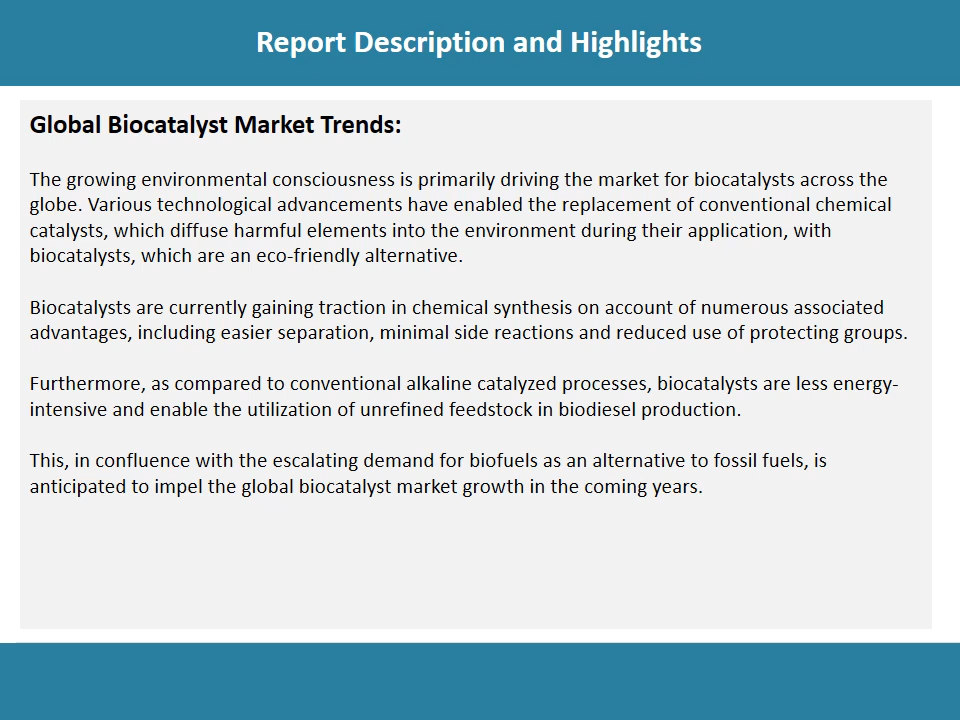 Report Description and Highlights
Global Biocatalyst Market Trends:
The growing environmental consciousness is primarily driving the market for biocatalysts across the
globe. Various technological advancements have enabled the replacement of conventional chemical
catalysts, which diffuse harmful elements into the environment during their application, with
biocatalysts, which are an eco-friendly alternative.
Biocatalysts are currently gaining traction in chemical synthesis on account of numerous associated
advantages, including easier separation, minimal side reactions and reduced use of protecting groups.
Furthermore, as compared to conventional alkaline catalyzed processes, biocatalysts are less energy-
intensive and enable the utilization of unrefined feedstock in biodiesel production.
This, in confluence with the escalating demand for biofuels as an alternative to fossil fuels, is
anticipated to impel the global biocatalyst market growth in the coming years.